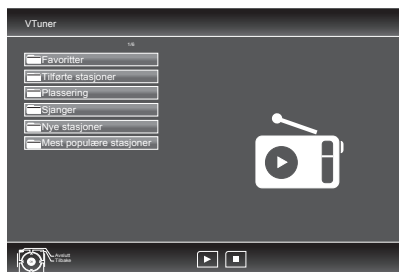 VTuner
1/6
Favoritter
Tilførte stasjoner
Plassering
Sjanger
Nye stasjoner
Mest populære stasjoner
Avslutt
Tilbake